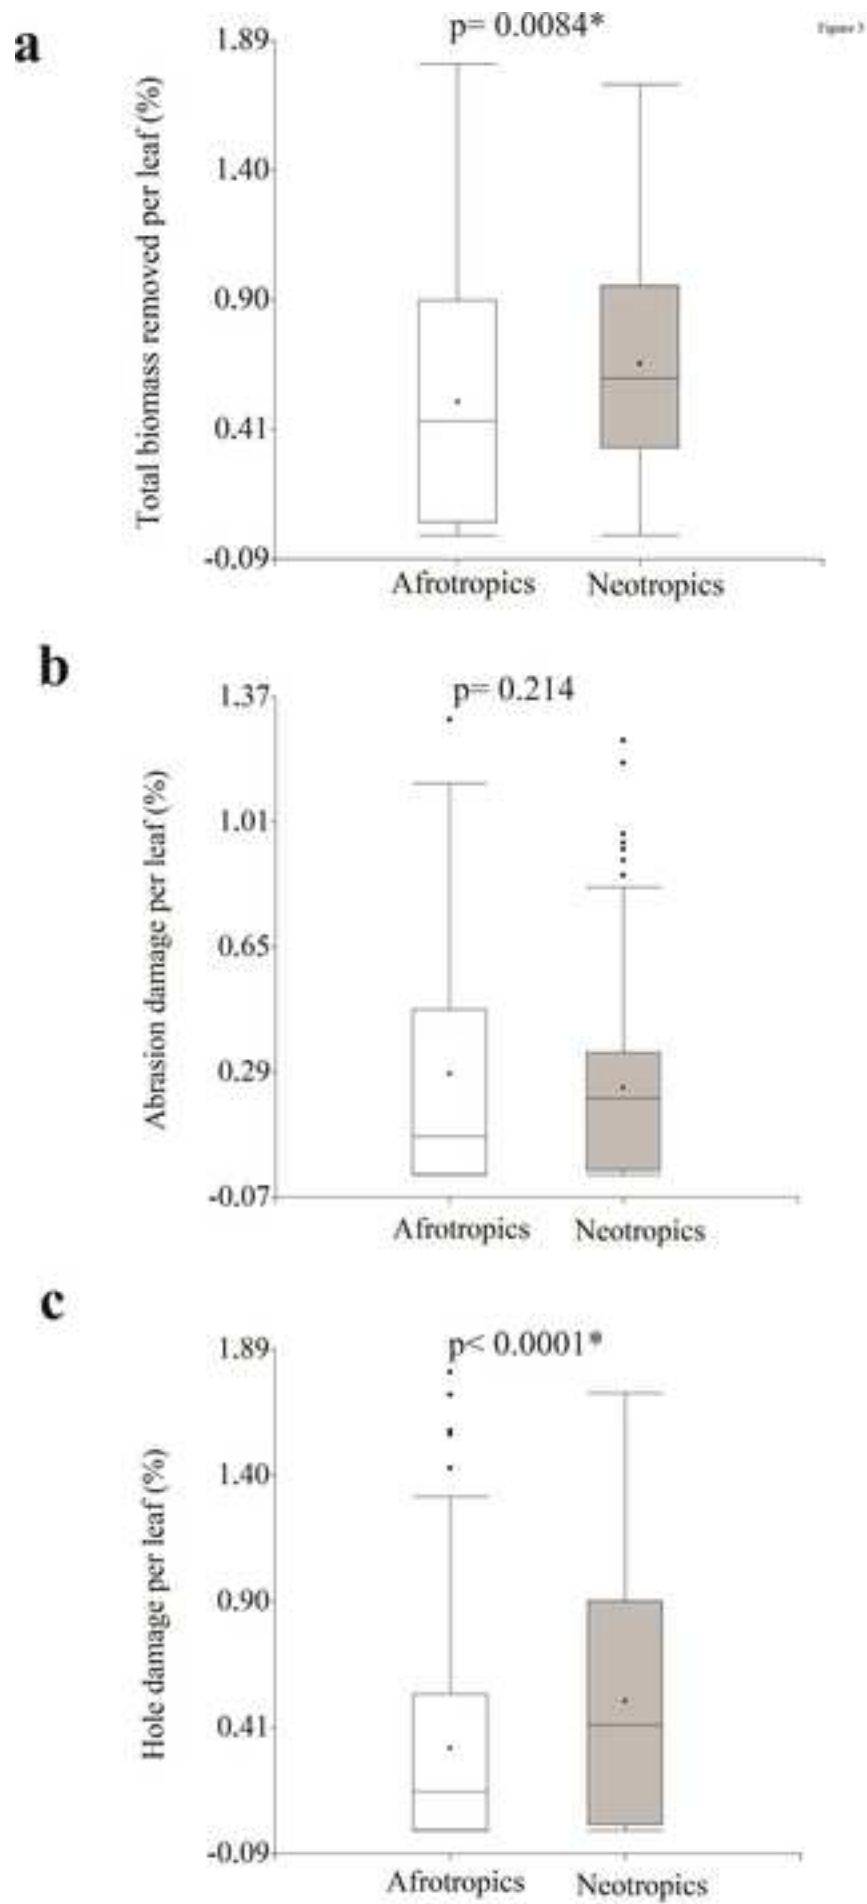 a
p= 0.0084*
Figure 3
Total biomass removed per leaf (%)
1.89
1.40
0.90
0.41
-0.09
Afrotropics
Neotropics
b
p= 0.214
Abrasion damage per leaf (%)
1.37
1.01
0.65
0.29
-0.07
Afrotropics
Neotropics
c
p< 0.0001*
Hole damage per leaf (%)
1.89
1.40
0.90
0.41
-0.09
Afrotropics
Neotropics